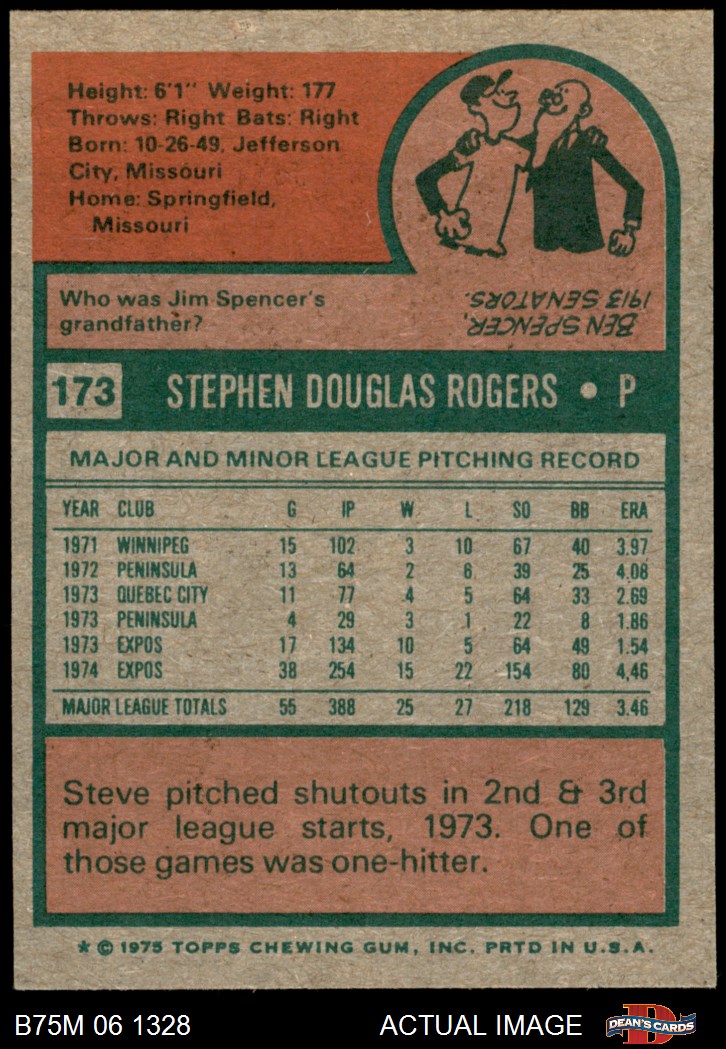 Height: 6'1" Weight: 177
Throws: Right Bats: Right
Born: 10-26-49, Jefferson
City, Missouri
Home: Springfield,
Missouri
Who was Jim Spencer's
grandfather?
BEN SPENCER,
1913 SENATORS.
173 STEPHEN DOUGLAS ROGERS • P
MAJOR AND MINOR LEAGUE PITCHING RECORD
YEAR CLUB G IP W L SO BB ERA
1971 WINNIPEG 15 102 3 10 67 40 3.97
1972 PENINSULA 13 64 2 6 39 25 4.08
1973 QUEBEC CITY 11 77 4 5 64 33 2.69
1973 PENINSULA 4 29 3 1 22 8 1.86
1973 EXPOS 17 134 10 5 64 49 1.54
1974 EXPOS 38 254 15 22 154 80 4,46
MAJOR LEAGUE TOTALS 55 388 25 27 218 129 3.46
Steve pitched shutouts in 2nd & 3rd
major league starts, 1973. One of
those games was one-hitter.
* © 1975 TOPPS CHEWING GUM, INC. PRTD IN U.S.A.
B75M 06 1328 ACTUAL IMAGE
D
DEAN'S CARDS